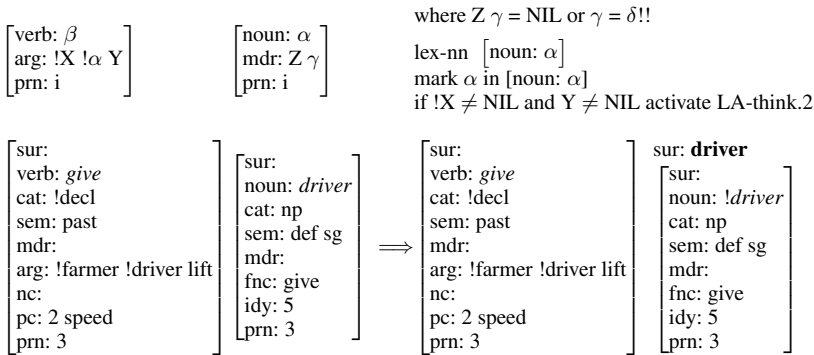 [verb: β
arg: !X !α Y
prn: i]
[noun: α
mdr: Z γ
prn: i]
where Z γ = NIL or γ = δ!!
lex-nn [noun: α]
mark α in [noun: α]
if !X ≠ NIL and Y ≠ NIL activate LA-think.2
[sur:
verb: give
cat: !decl
sem: past
mdr:
arg: !farmer !driver lift
nc:
pc: 2 speed
prn: 3]
[sur:
noun: driver
cat: np
sem: def sg
mdr:
fnc: give
idy: 5
prn: 3]
⟹
[sur:
verb: give
cat: !decl
sem: past
mdr:
arg: !farmer !driver lift
nc:
pc: 2 speed
prn: 3]
sur: driver
[sur:
noun: !driver
cat: np
sem: def sg
mdr:
fnc: give
idy: 5
prn: 3]